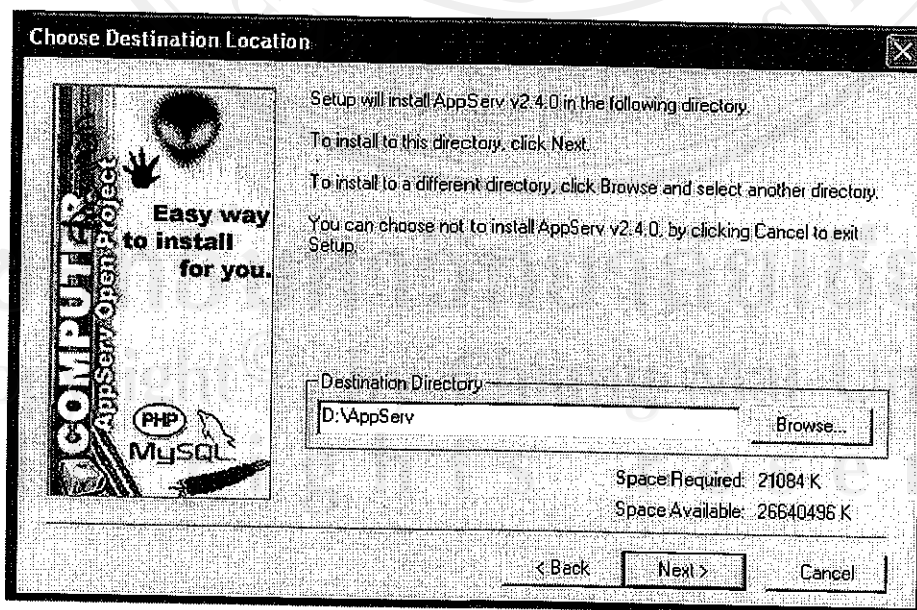 Choose Destination Location
Setup will install AppServ v2.4.0 in the following directory.
To install to this directory, click Next.
To install to a different directory, click Browse and select another directory.
You can choose not to install AppServ v2.4.0, by clicking Cancel to exit
Setup.
COMPUTER
AppServ Open Project
Easy way
to install
for you.
PHP
MySQL
Destination Directory
D:\AppServ
Browse...
Space Required: 21084 K
Space Available: 26640496 K
< Back
Next >
Cancel